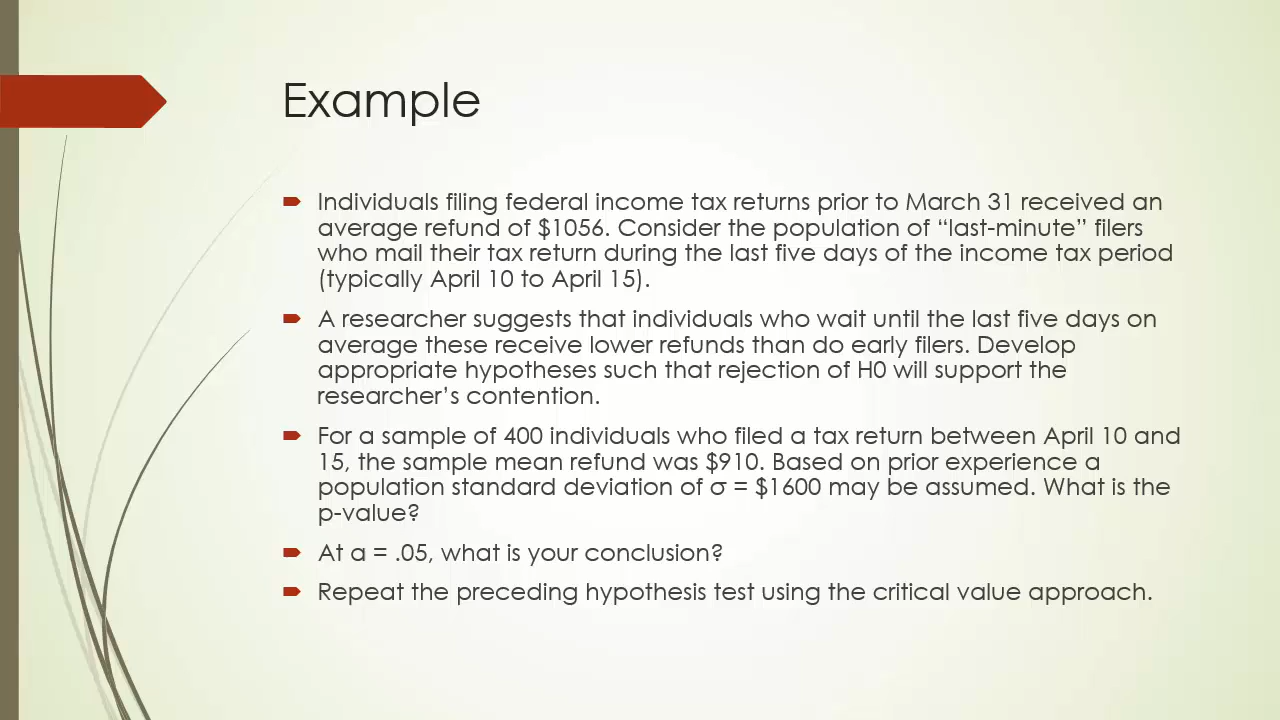 Example
Individuals filing federal income tax returns prior to March 31 received an
average refund of $1056. Consider the population of “last-minute” filers
who mail their tax return during the last five days of the income tax period
(typically April 10 to April 15).
A researcher suggests that individuals who wait until the last five days on
average these receive lower refunds than do early filers. Develop
appropriate hypotheses such that rejection of H0 will support the
researcher’s contention.
For a sample of 400 individuals who filed a tax return between April 10 and
15, the sample mean refund was $910. Based on prior experience a
population standard deviation of σ = $1600 may be assumed. What is the
p-value?
At a = .05, what is your conclusion?
Repeat the preceding hypothesis test using the critical value approach.